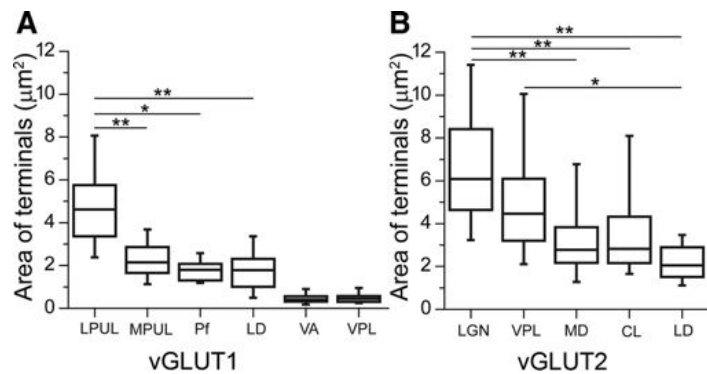 A
B
Area of terminals (μm²)
12
10
8
6
4
2
0
**
*
**
LPUL MPUL Pf LD VA VPL
vGLUT1
Area of terminals (μm²)
12
10
8
6
4
2
0
**
**
**
*
LGN VPL MD CL LD
vGLUT2